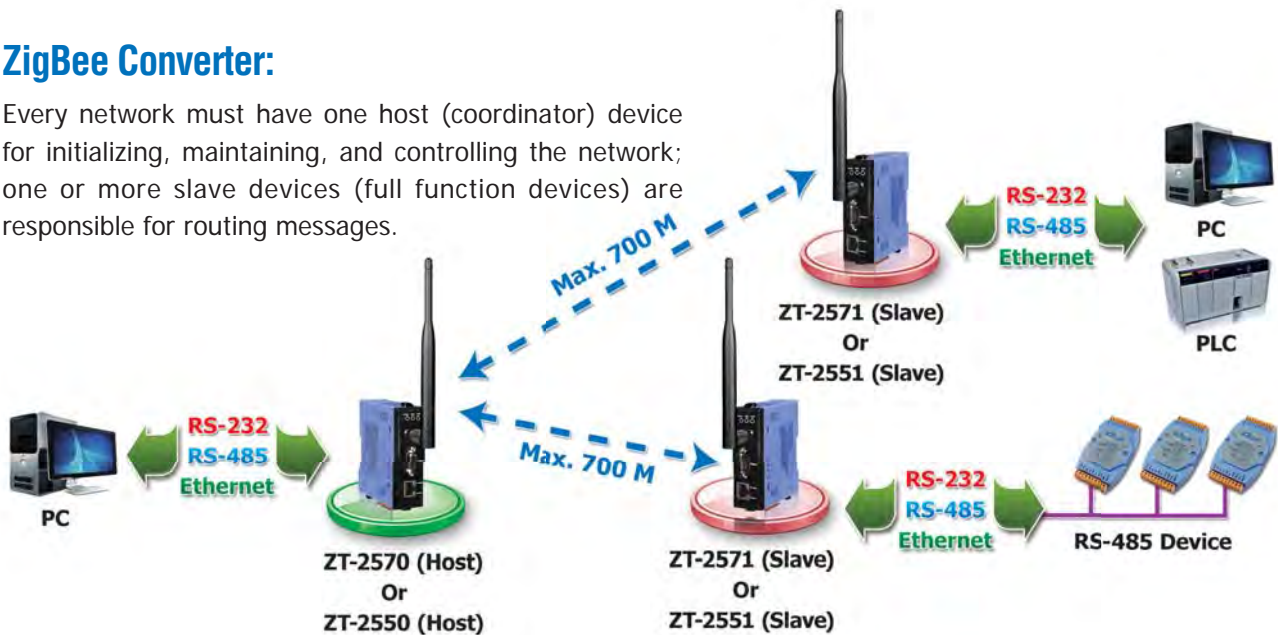 ZigBee Converter:
Every network must have one host (coordinator) device
for initializing, maintaining, and controlling the network;
one or more slave devices (full function devices) are
responsible for routing messages.
Max. 700 M
RS-232
RS-485
Ethernet
PC
PLC
ZT-2571 (Slave)
Or
ZT-2551 (Slave)
PC
RS-232
RS-485
Ethernet
ZT-2570 (Host)
Or
ZT-2550 (Host)
Max. 700 M
ZT-2571 (Slave)
Or
ZT-2551 (Slave)
RS-232
RS-485
Ethernet
RS-485 Device